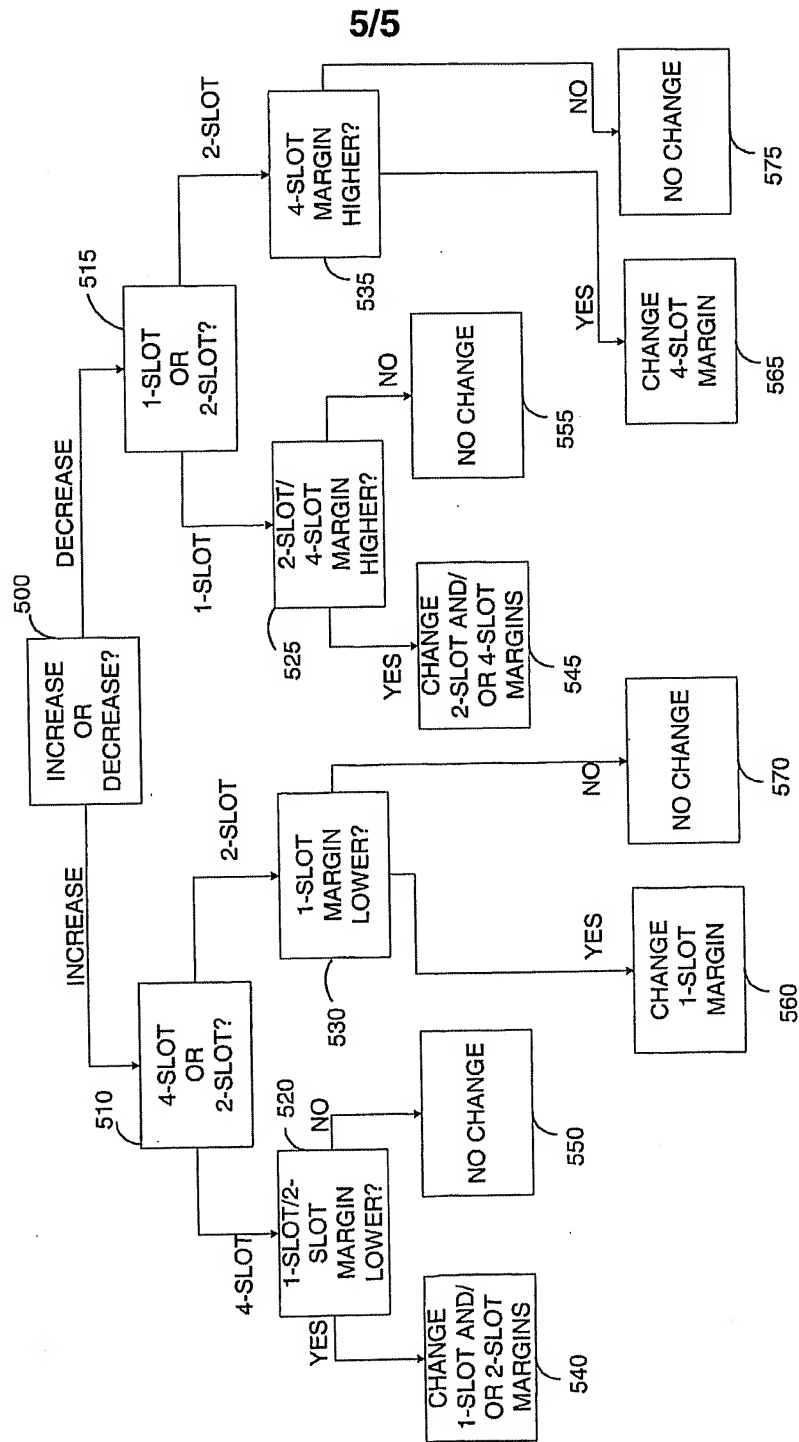 5/5
INCREASE
OR
DECREASE?
500
INCREASE
DECREASE
4-SLOT
OR
2-SLOT?
510
1-SLOT
OR
2-SLOT?
515
4-SLOT
2-SLOT
1-SLOT
2-SLOT
1-SLOT/2-
SLOT
MARGIN
LOWER?
520
1-SLOT
MARGIN
LOWER?
530
2-SLOT/
4-SLOT
MARGIN
HIGHER?
525
4-SLOT
MARGIN
HIGHER?
535
YES
NO
YES
NO
YES
NO
YES
NO
CHANGE
1-SLOT AND/
OR 2-SLOT
MARGINS
540
NO CHANGE
550
CHANGE
1-SLOT
MARGIN
560
NO CHANGE
570
CHANGE
2-SLOT AND/
OR 4-SLOT
MARGINS
545
NO CHANGE
555
CHANGE
4-SLOT
MARGIN
565
NO CHANGE
575